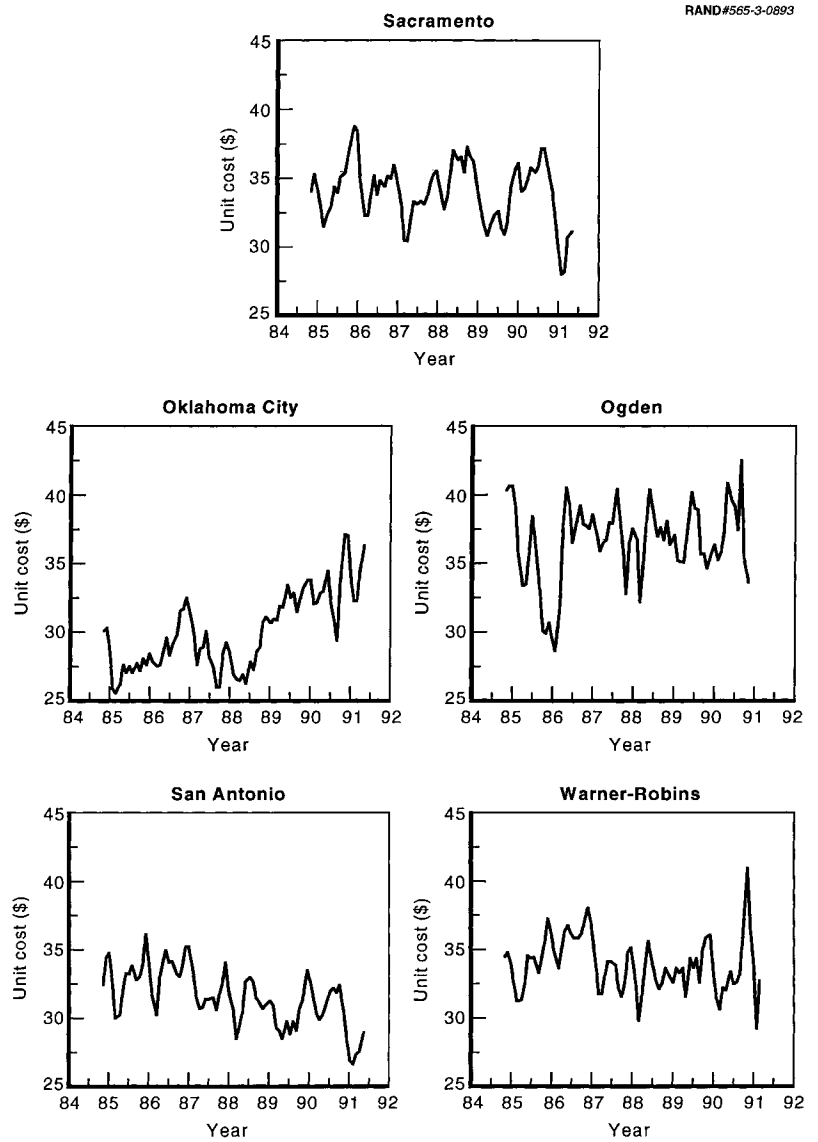 RAND#565-3-0893
Sacramento
45
40
35
30
25
Unit cost ($)
84 85 86 87 88 89 90 91 92
Year
Oklahoma City
45
40
35
30
25
Unit cost ($)
84 85 86 87 88 89 90 91 92
Year
Ogden
45
40
35
30
25
Unit cost ($)
84 85 86 87 88 89 90 91 92
Year
San Antonio
45
40
35
30
25
Unit cost ($)
84 85 86 87 88 89 90 91 92
Year
Warner-Robins
45
40
35
30
25
Unit cost ($)
84 85 86 87 88 89 90 91 92
Year